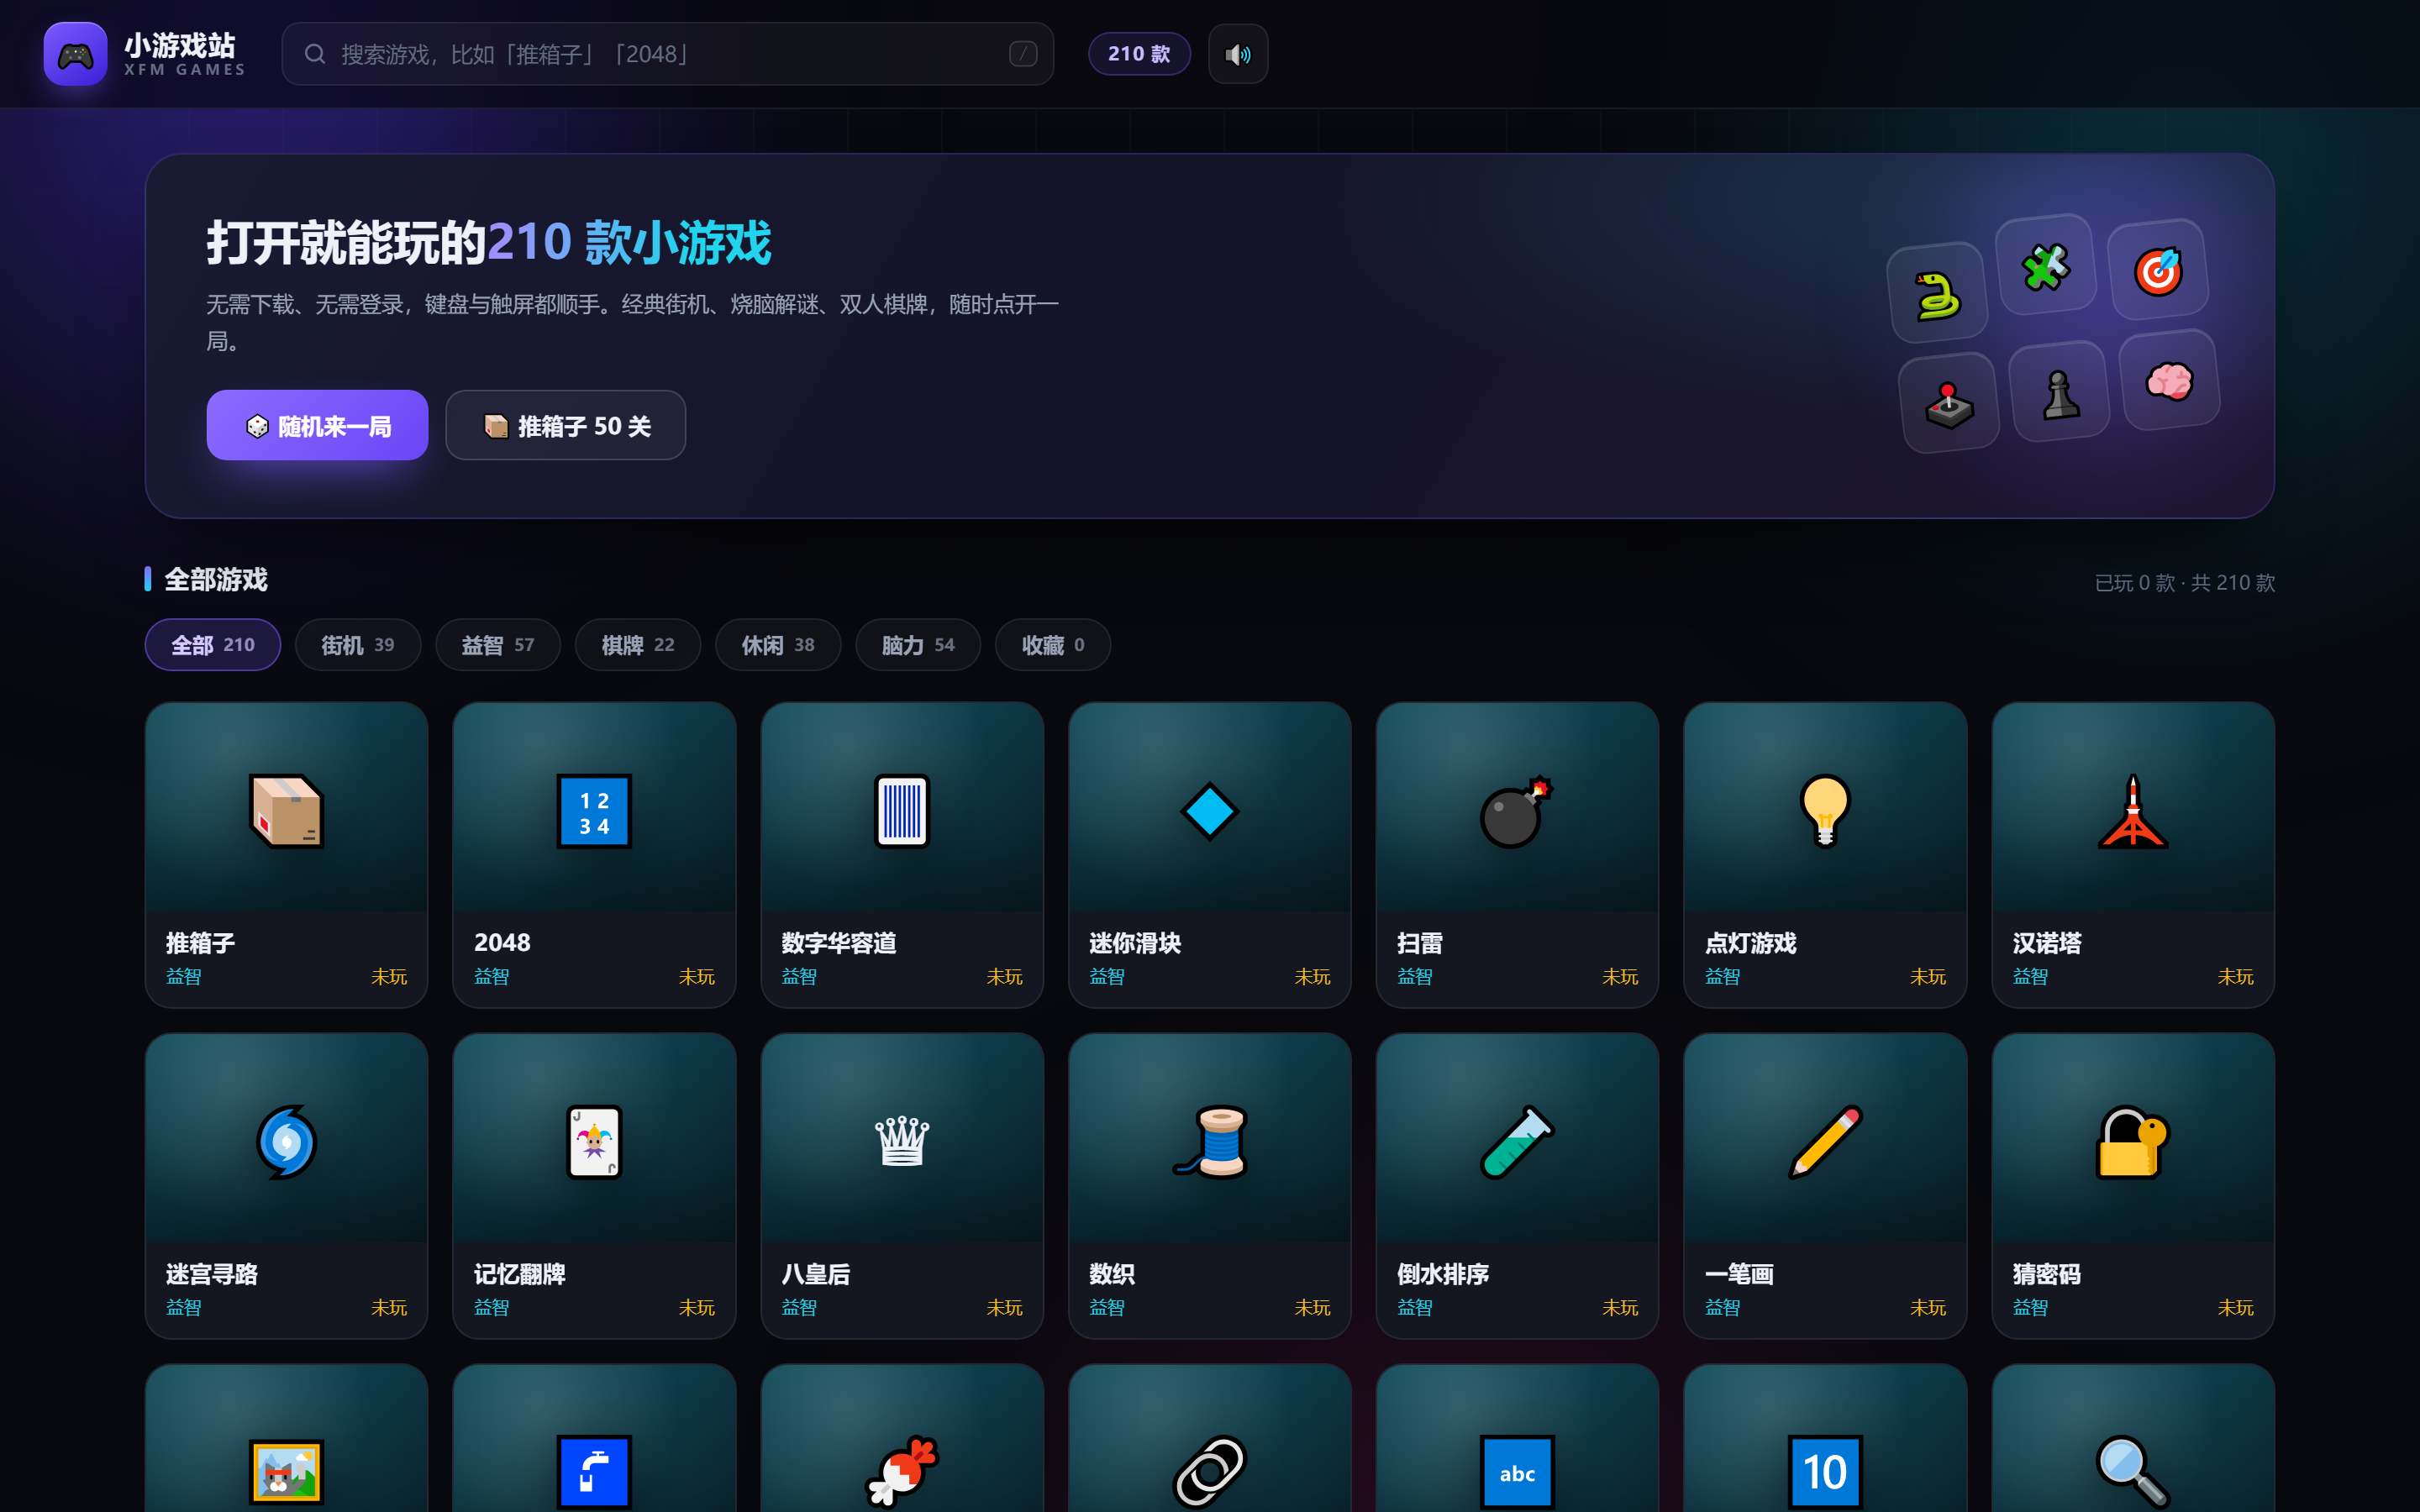 小游戏站
XFM GAMES
搜索游戏，比如「推箱子」「2048」
/
210 款
打开就能玩的210 款小游戏
无需下载、无需登录，键盘与触屏都顺手。经典街机、烧脑解谜、双人棋牌，随时点开一
局。
随机来一局
推箱子 50 关
全部游戏
已玩 0 款 · 共 210 款
全部 210
街机 39
益智 57
棋牌 22
休闲 38
脑力 54
收藏 0
1 2
3 4
推箱子
益智 未玩
2048
益智 未玩
数字华容道
益智 未玩
迷你滑块
益智 未玩
扫雷
益智 未玩
点灯游戏
益智 未玩
汉诺塔
益智 未玩
J
J
迷宫寻路
益智 未玩
记忆翻牌
益智 未玩
八皇后
益智 未玩
数织
益智 未玩
倒水排序
益智 未玩
一笔画
益智 未玩
猜密码
益智 未玩
abc
10